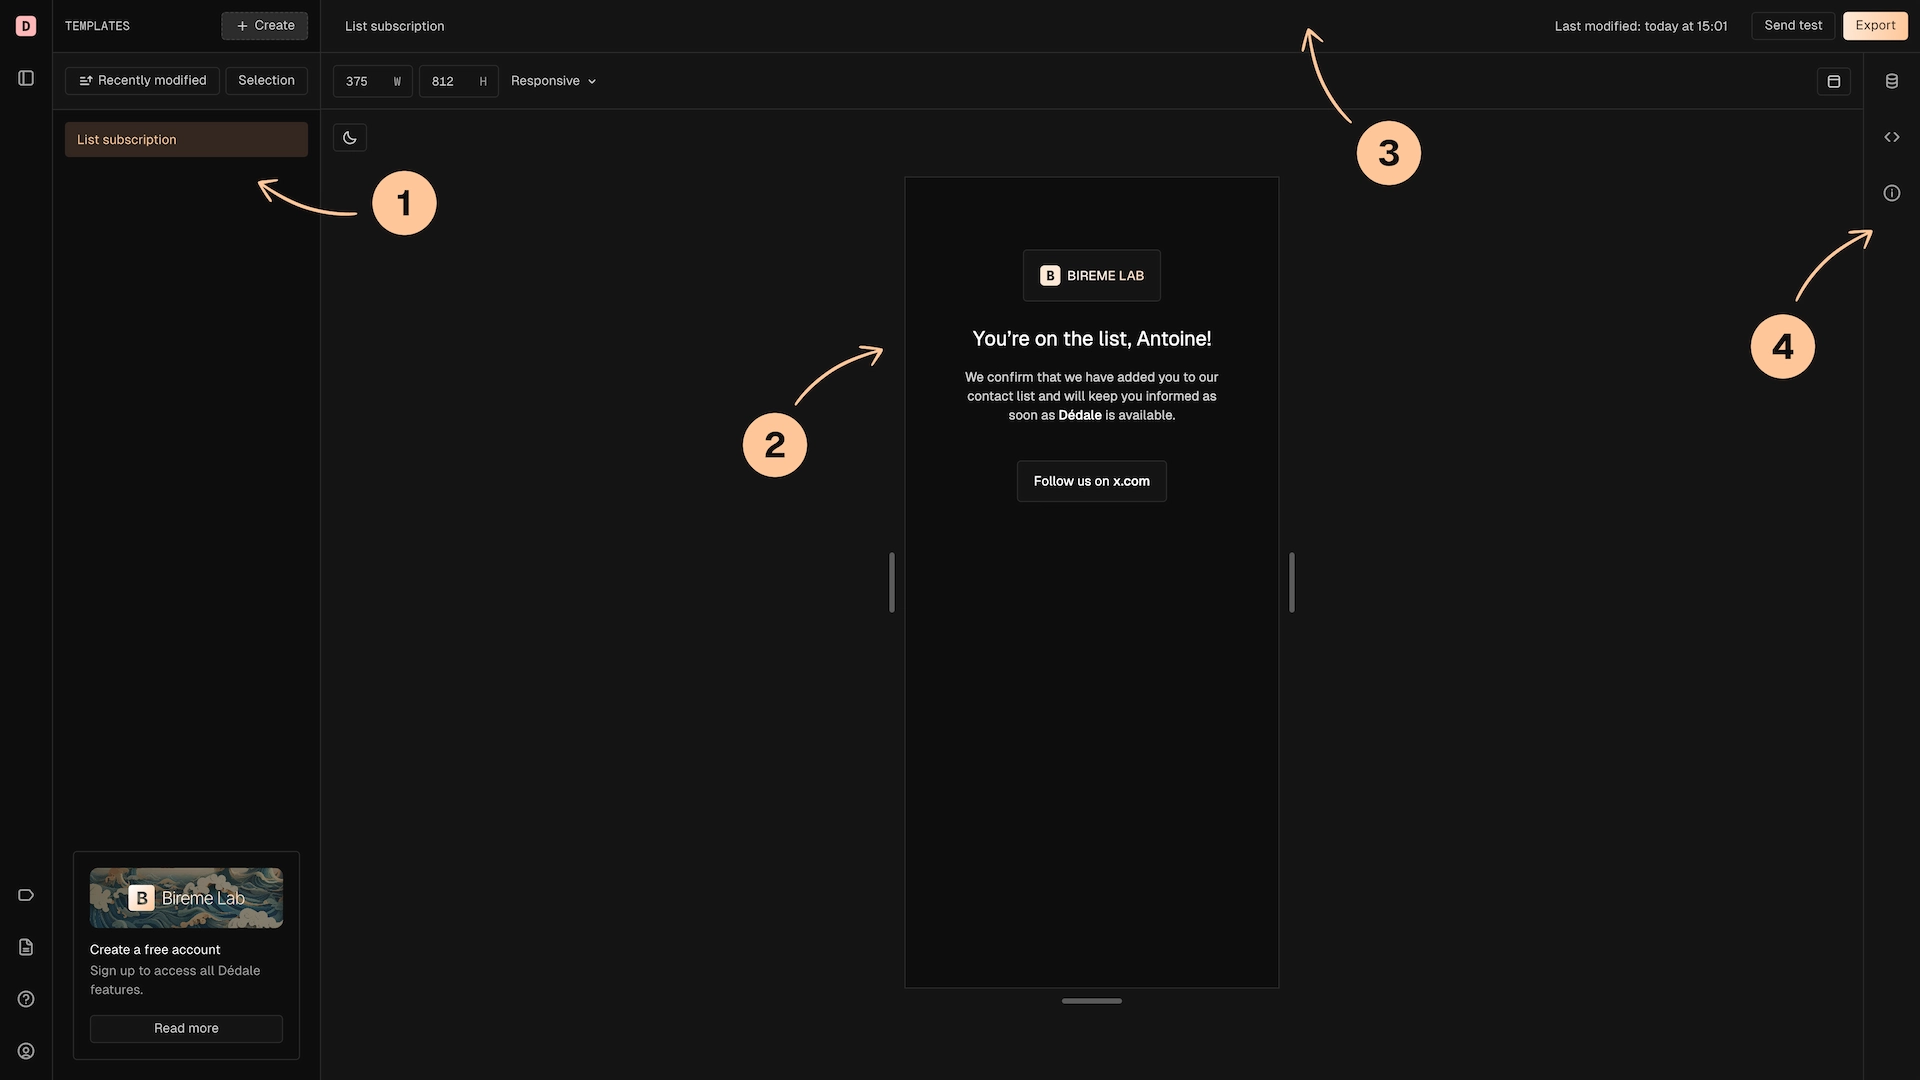 D
TEMPLATES
Create
List subscription
Last modified: today at 15:01
Send test
Export
Recently modified
Selection
375 W
812 H
Responsive
List subscription
1
2
3
4
B BIREME LAB
You’re on the list, Antoine!
We confirm that we have added you to our
contact list and will keep you informed as
soon as Dédale is available.
Follow us on x.com
B Bireme Lab
Create a free account
Sign up to access all Dédale
features.
Read more